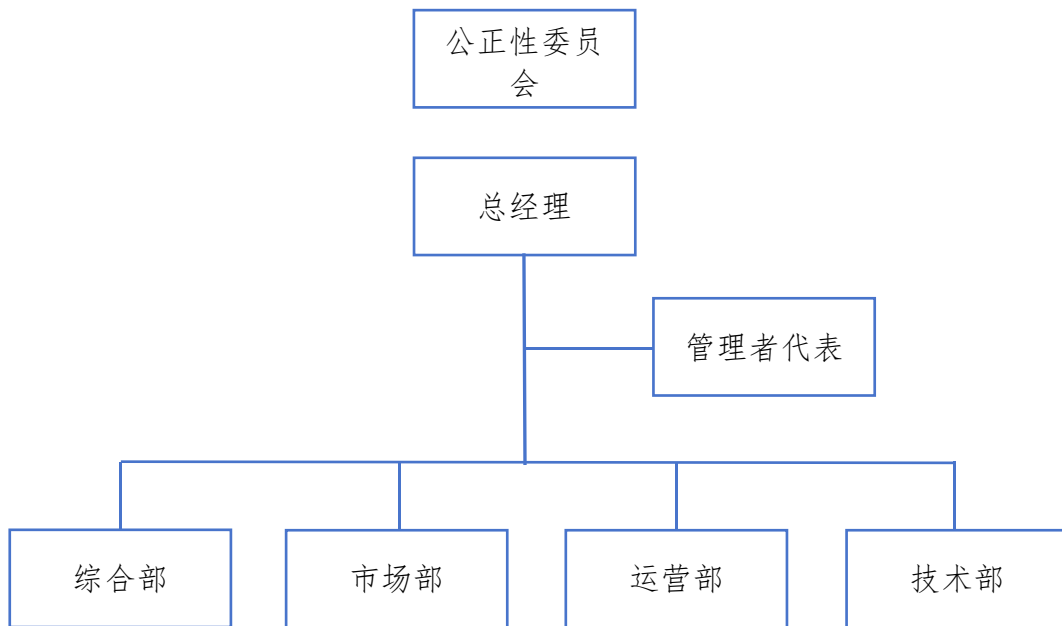 公正性委员
会
总经理
管理者代表
综合部
市场部
运营部
技术部